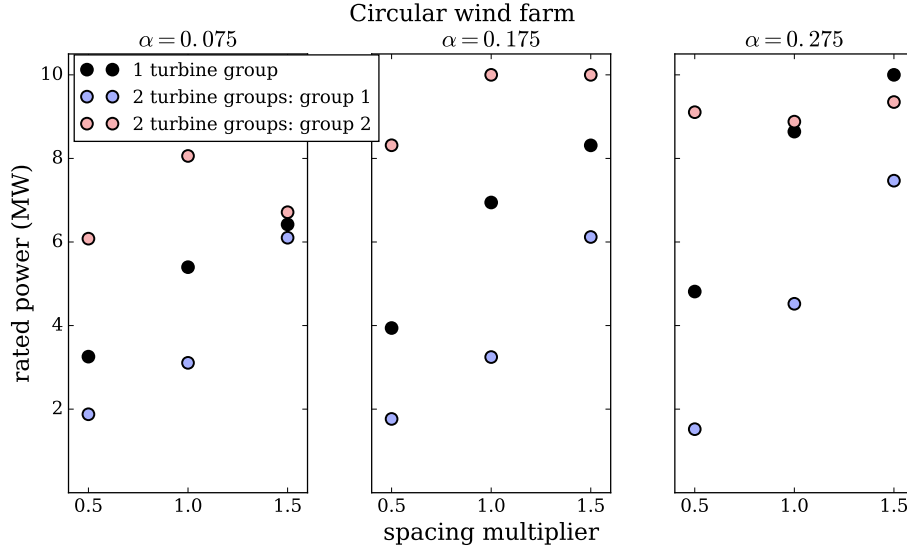 Circular wind farm
α = 0.075
α = 0.175
α = 0.275
1 turbine group
2 turbine groups: group 1
2 turbine groups: group 2
rated power (MW)
10
8
6
4
2
0.5 1.0 1.5
0.5 1.0 1.5
0.5 1.0 1.5
spacing multiplier